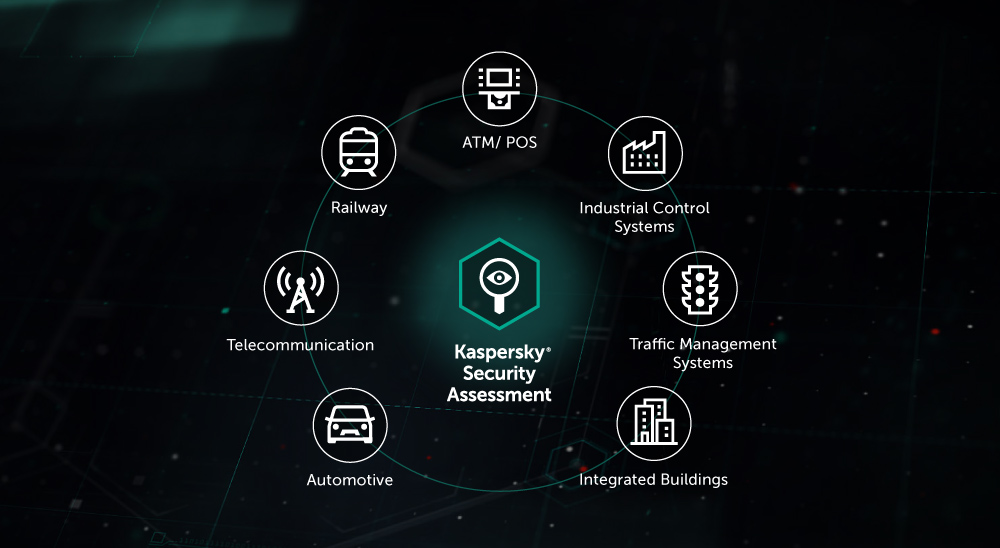 ATM/ POS
Railway
Industrial Control
Systems
Telecommunication
Kaspersky®
Security
Assessment
Traffic Management
Systems
Automotive
Integrated Buildings